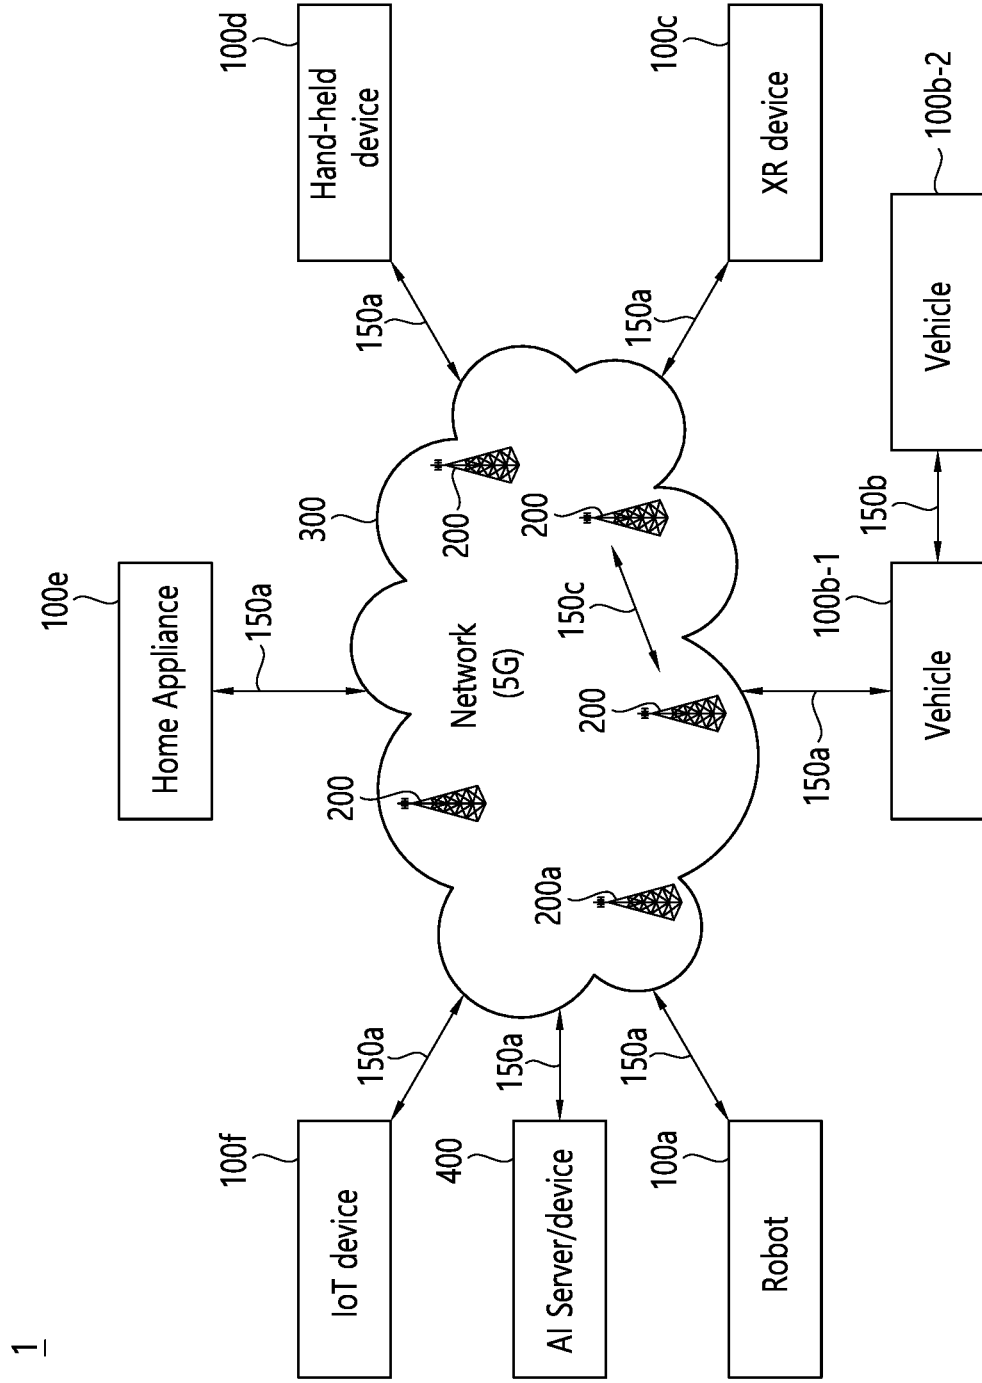 1
100e
Home Appliance
150a
100f
IoT device
150a
300
100d
Hand-held
device
150a
200
200
Network
(5G)
400
AI Server/device
150a
200a
200
150c
200
100a
Robot
150a
100c
XR device
150a
150a
100b-1
Vehicle
150b
100b-2
Vehicle